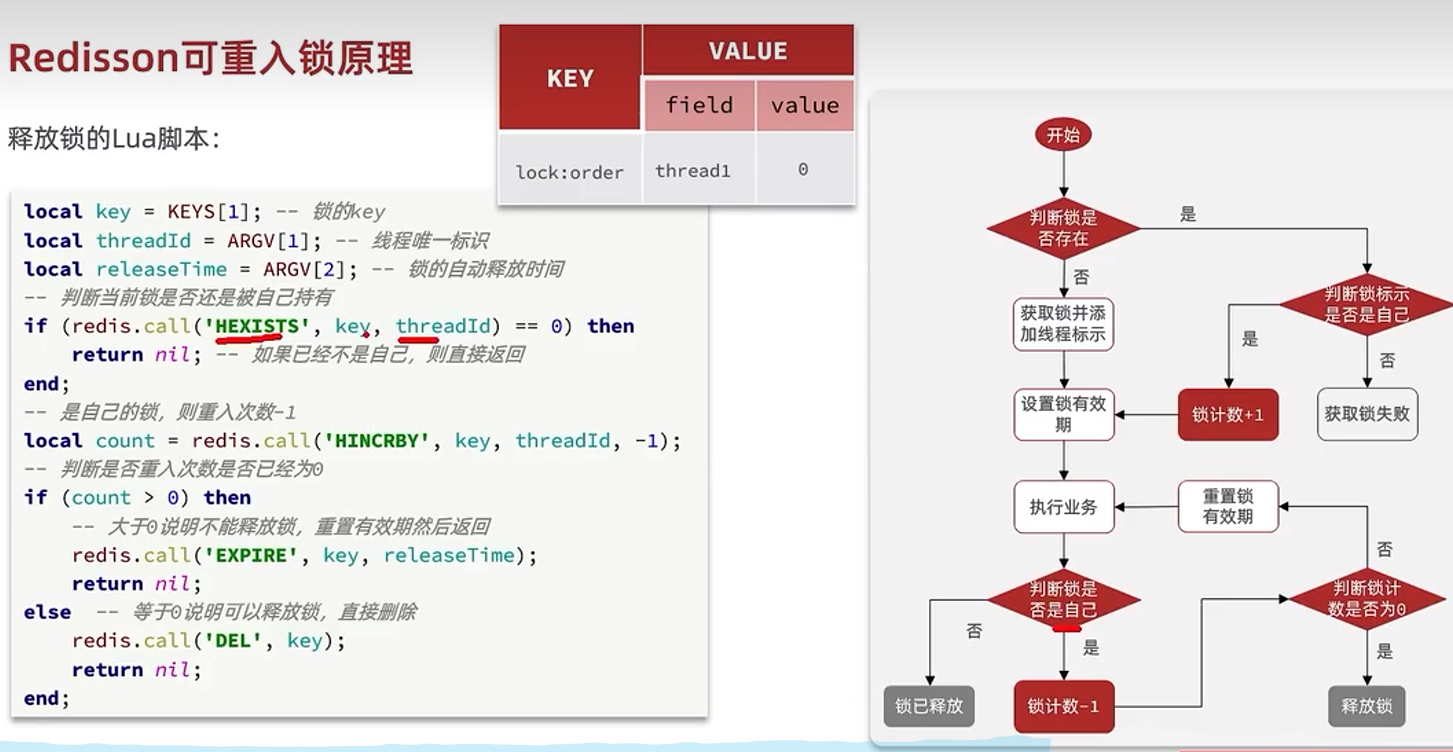 Redisson可重入锁原理
释放锁的Lua脚本：
KEY
VALUE
field
value
lock:order
thread1
0
local key = KEYS[1]; -- 锁的key
local threadId = ARGV[1]; -- 线程唯一标识
local releaseTime = ARGV[2]; -- 锁的自动释放时间
-- 判断当前锁是否还是被自己持有
if (redis.call('HEXISTS', key, threadId) == 0) then
    return nil; -- 如果已经不是自己，则直接返回
end;
-- 是自己的锁，则重入次数-1
local count = redis.call('HINCRBY', key, threadId, -1);
-- 判断是否重入次数是否已经为0
if (count > 0) then
    -- 大于0说明不能释放锁，重置有效期然后返回
    redis.call('EXPIRE', key, releaseTime);
    return nil;
else  -- 等于0说明可以释放锁，直接删除
    redis.call('DEL', key);
    return nil;
end;
开始
判断锁是
否存在
是
否
获取锁并添
加线程标示
判断锁标示
是否是自己
是
否
设置锁有效
期
锁计数+1
获取锁失败
执行业务
重置锁
有效期
否
判断锁是
否是自己
判断锁计
数是否为0
否
是
是
锁已释放
锁计数-1
释放锁